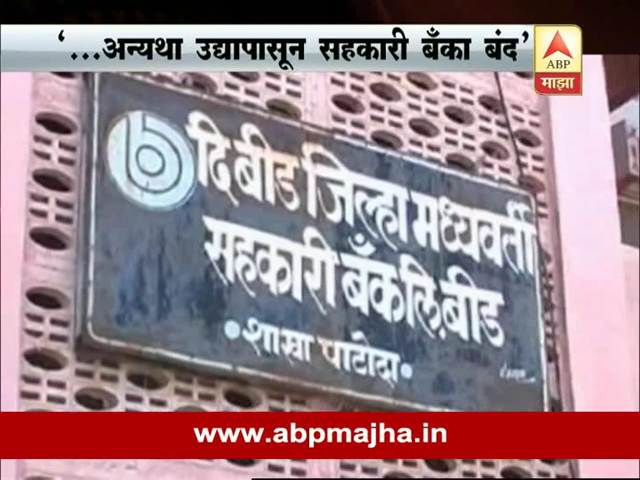 ‘...अन्यथा उद्यापासून सहकारी बँका बंद’
ABP
माझा
दि बीड जिल्हा मध्यवर्ती
सहकारी बँक लि. बीड
•शाखा पाटोदा•
www.abpmajha.in